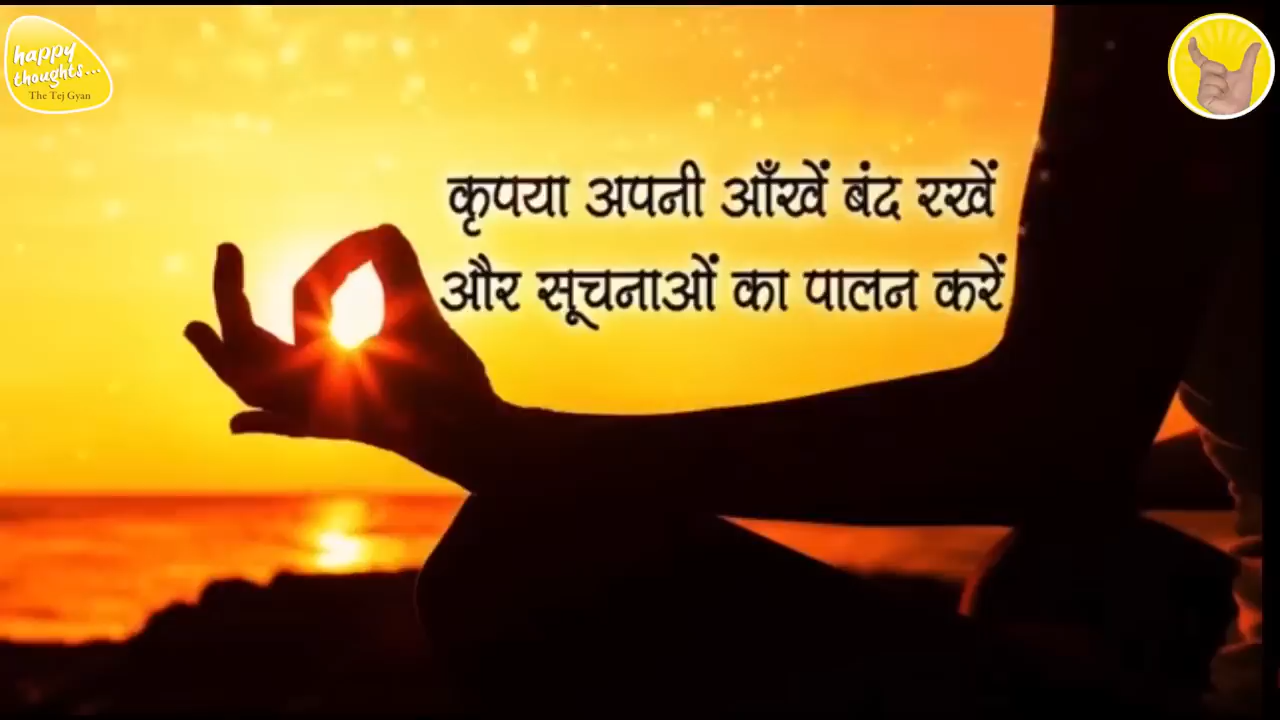 happy
thoughts...
The Tej Gyan
कृपया अपनी आँखें बंद रखें
और सूचनाओं का पालन करें